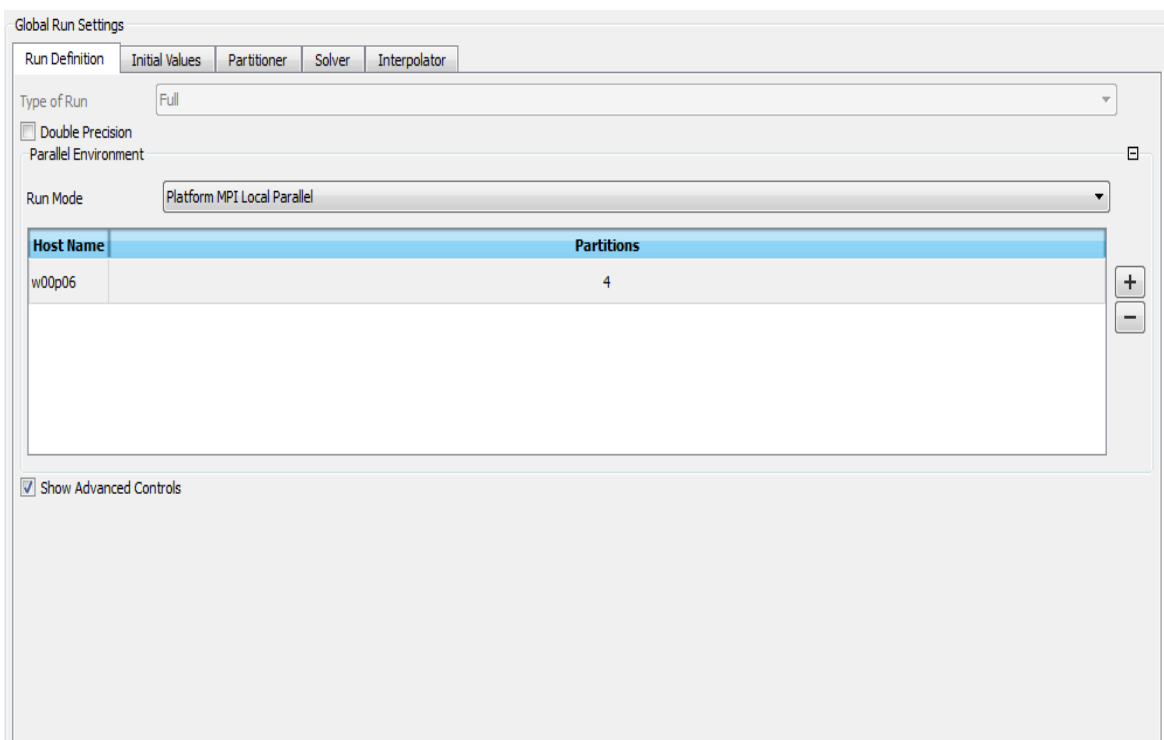 Global Run Settings
Run Definition Initial Values Partitioner Solver Interpolator
Type of Run Full
Double Precision
Parallel Environment
Run Mode Platform MPI Local Parallel
Host Name Partitions
w00p06 4
Show Advanced Controls